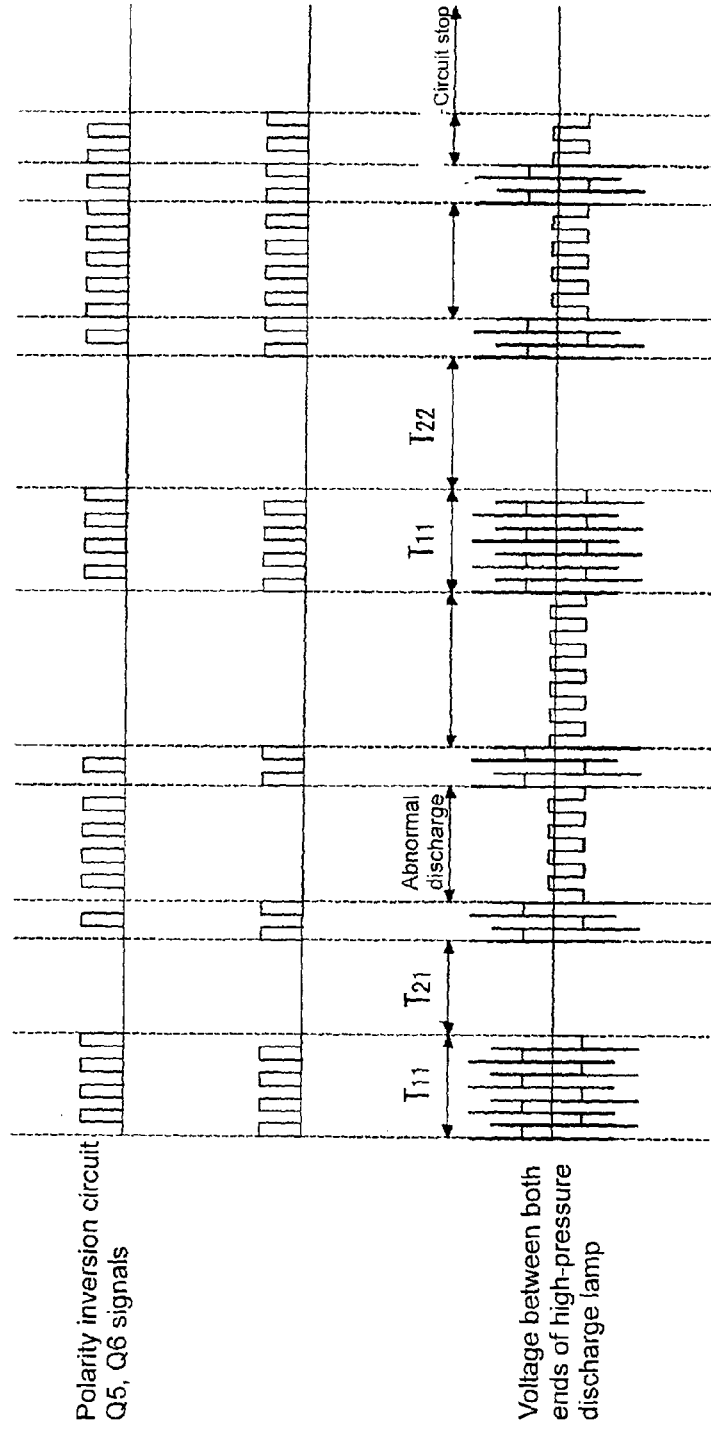 Polarity inversion circuit
Q5, Q6 signals
T11
T21
Abnormal
discharge
T11
T22
Circuit stop
Voltage between both
ends of high-pressure
discharge lamp